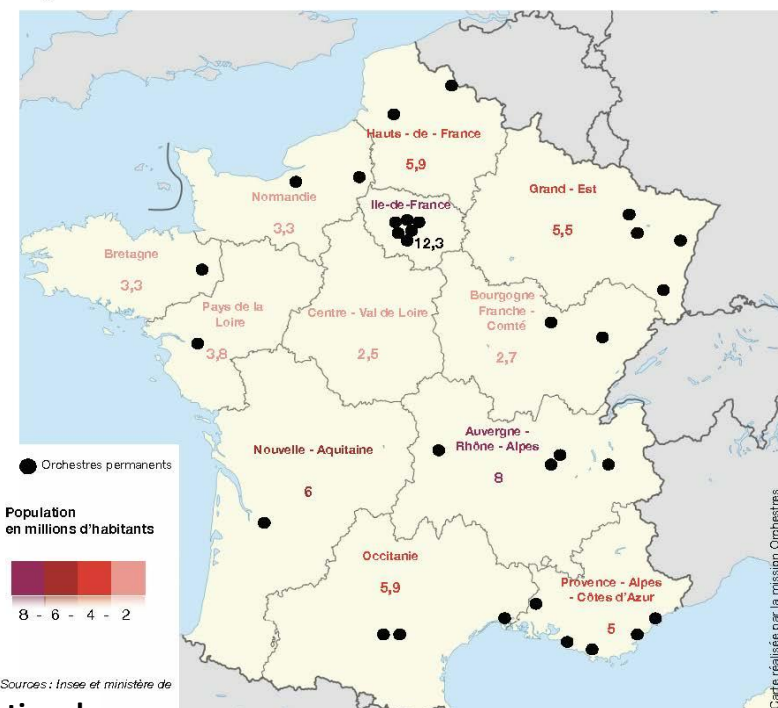 Hauts - de - France
5,9
Normandie
3,3
Ile-de-France
12,3
Grand - Est
5,5
Bretagne
3,3
Pays de la
Loire
3,8
Centre - Val de Loire
2,5
Bourgogne -
Franche -
Comté
2,7
Nouvelle - Aquitaine
6
Auvergne -
Rhône - Alpes
8
Occitanie
5,9
Provence - Alpes
- Côtes d'Azur
5
Orchestres permanents
Population
en millions d'habitants
8 - 6 - 4 - 2
Sources : Insee et ministère de
Carte réalisée par la mission Orchestres